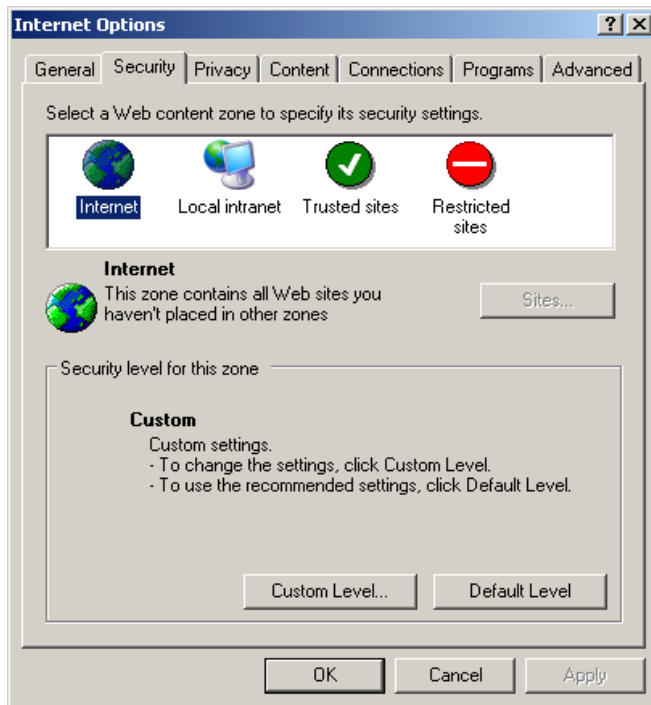 Internet Options
General Security Privacy Content Connections Programs Advanced
Select a Web content zone to specify its security settings.
Internet Local intranet Trusted sites Restricted
sites
Internet
This zone contains all Web sites you
haven't placed in other zones
Sites...
Security level for this zone
Custom
Custom settings.
- To change the settings, click Custom Level.
- To use the recommended settings, click Default Level.
Custom Level... Default Level
OK Cancel Apply